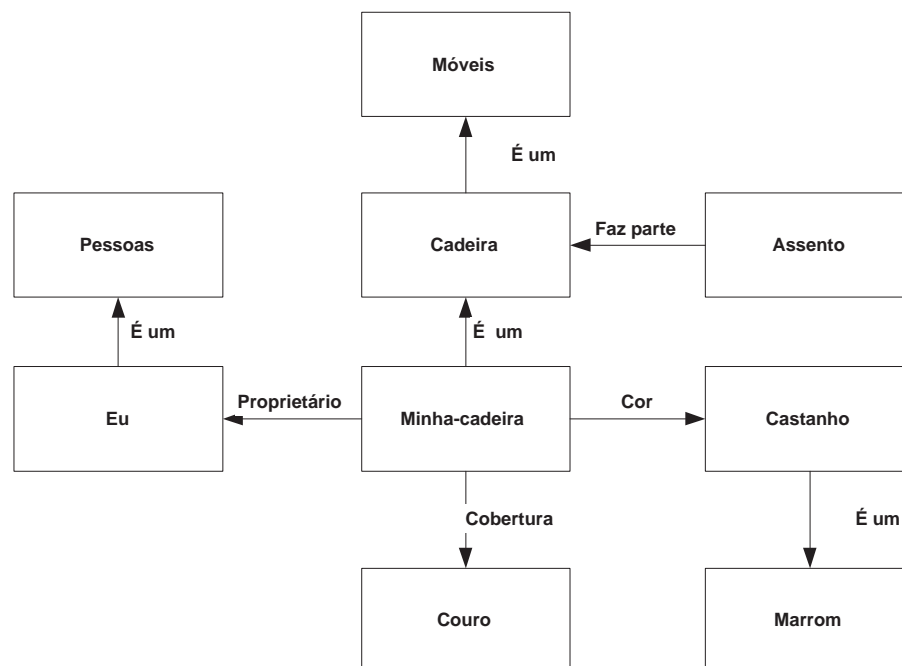 Móveis
É um
Pessoas
Cadeira
Faz parte
Assento
É um
É um
Eu
Proprietário
Minha-cadeira
Cor
Castanho
Cobertura
É um
Couro
Marrom